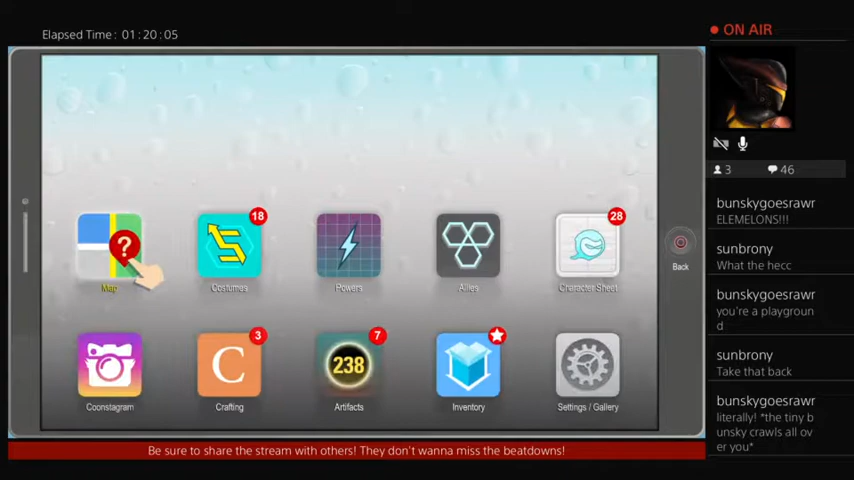 Elapsed Time : 01:20:05
ON AIR
3
46
18
28
?
Map
Costumes
Powers
Allies
Character Sheet
Back
3
7
C
238
Coonstagram
Crafting
Artifacts
Inventory
Settings / Gallery
bunskygoesrawr
ELEMELONS!!!
sunbrony
What the hecc
bunskygoesrawr
you're a playgroun
d
sunbrony
Take that back
bunskygoesrawr
literally! *the tiny b
unsky crawls all ov
er you*
Be sure to share the stream with others! They don't wanna miss the beatdowns!